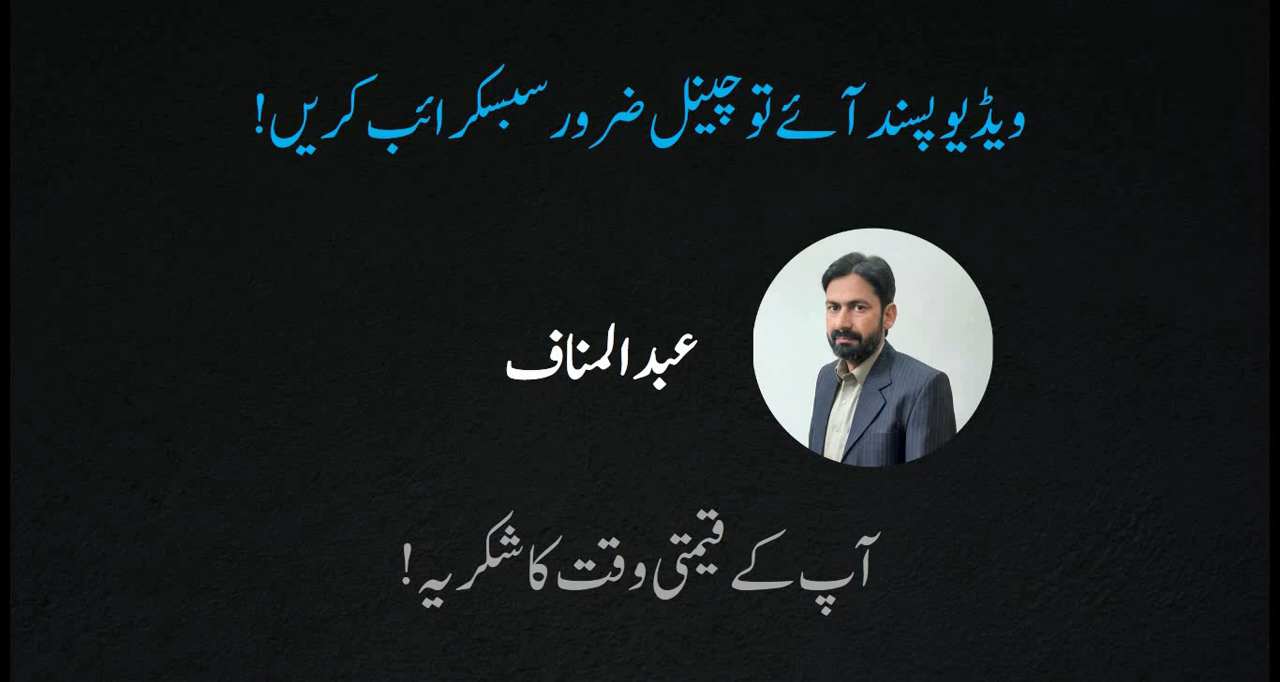 ویڈیو پسند آئے تو چینل ضرور سبسکرائب کریں!
عبدالمناف
آپ کے قیمتی وقت کا شکریہ!